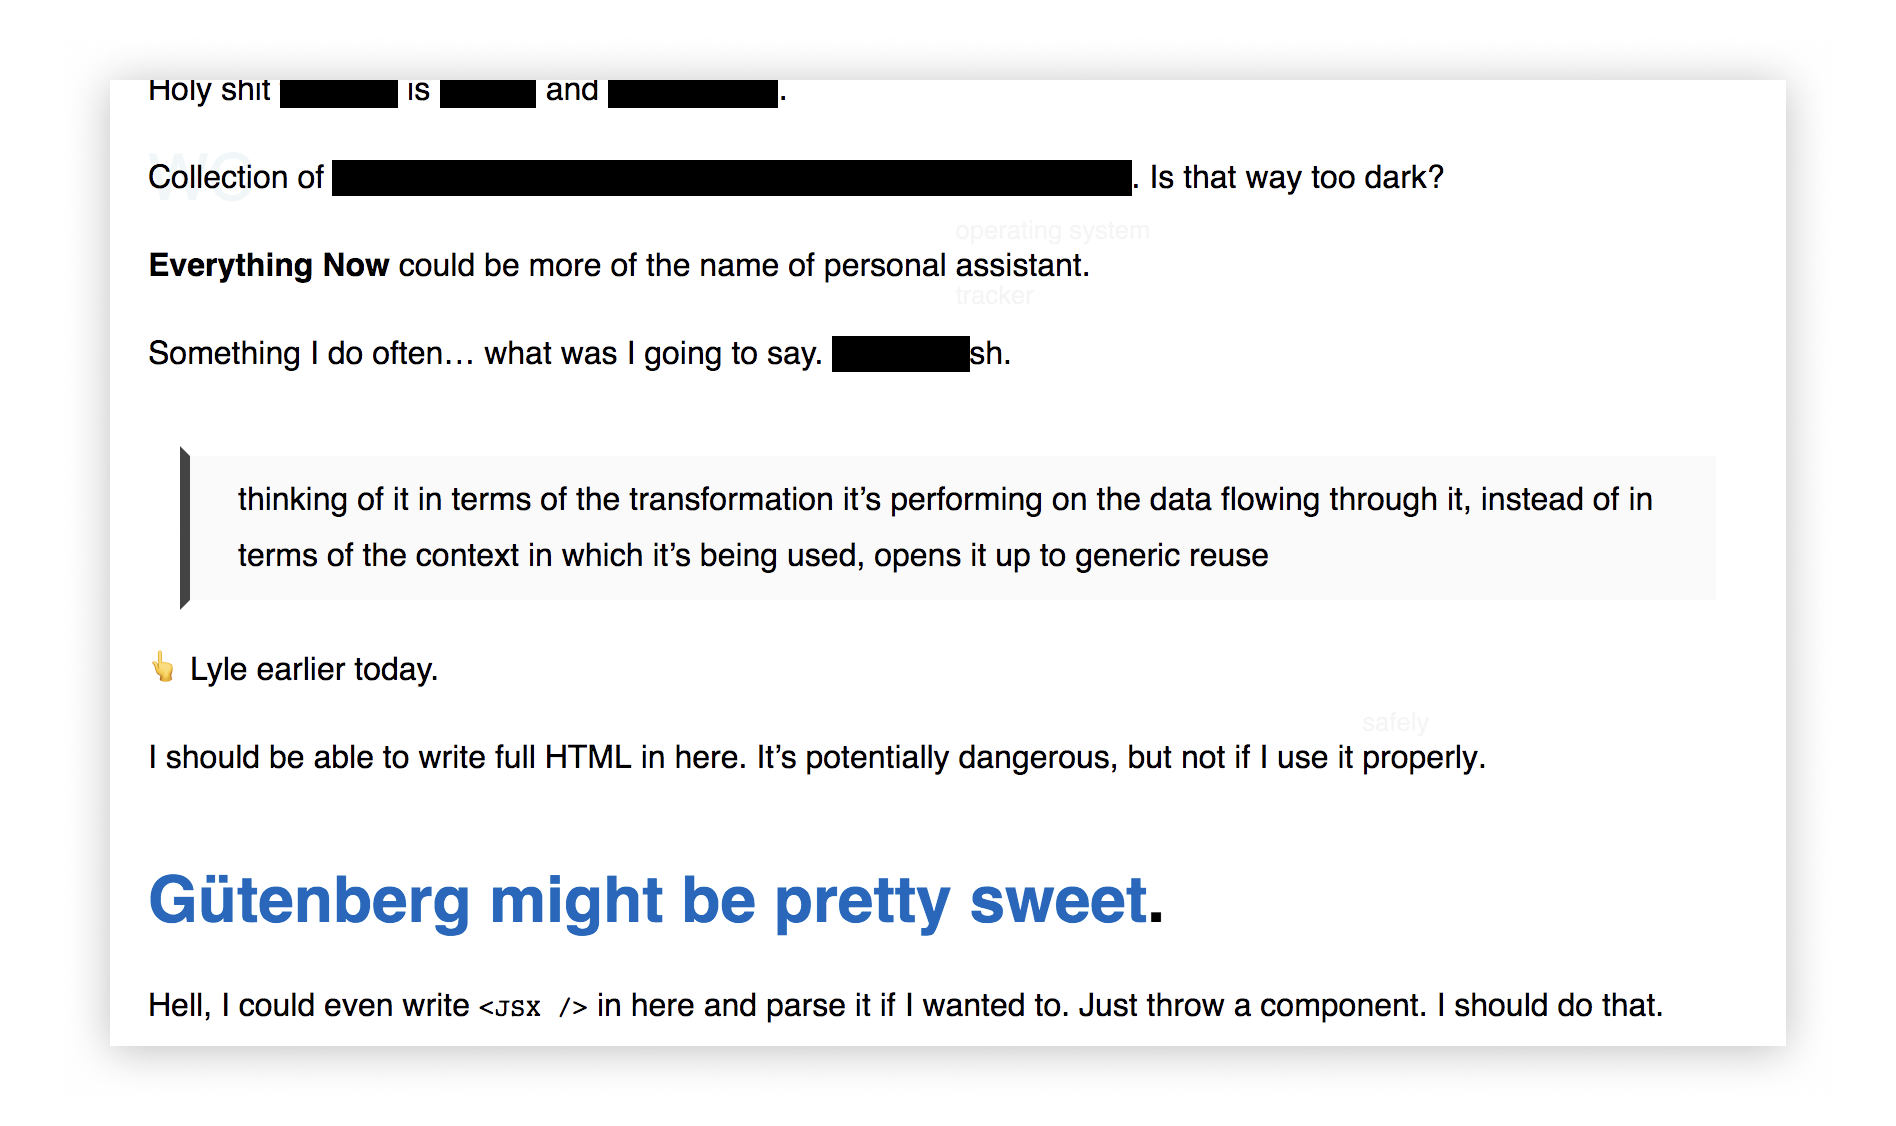 Holy shit is and .
WC
Collection of . Is that way too dark?
operating system
Everything Now could be more of the name of personal assistant.
tracker
Something I do often… what was I going to say. sh.
thinking of it in terms of the transformation it’s performing on the data flowing through it, instead of in
terms of the context in which it’s being used, opens it up to generic reuse
👆 Lyle earlier today.
safely
I should be able to write full HTML in here. It’s potentially dangerous, but not if I use it properly.
Gütenberg might be pretty sweet.
Hell, I could even write <JSX /> in here and parse it if I wanted to. Just throw a component. I should do that.